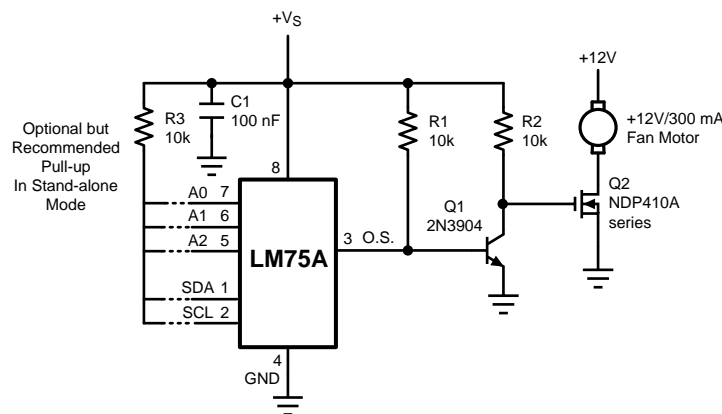 +VS
+12V
C1
100 nF
R3
10k
R1
10k
R2
10k
+12V/300 mA
Fan Motor
Optional but
Recommended
Pull-up
In Stand-alone
Mode
8
Q2
NDP410A
series
Q1
2N3904
A0 7
A1 6
A2 5
3 O.S.
LM75A
SDA 1
SCL 2
4
GND